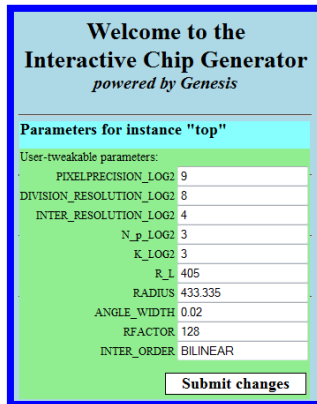 Welcome to the
Interactive Chip Generator
powered by Genesis
Parameters for instance "top"
User-tweakable parameters:
PIXELPRECISION_LOG2 9
DIVISION_RESOLUTION_LOG2 8
INTER_RESOLUTION_LOG2 4
N_p_LOG2 3
K_LOG2 3
R_L 405
RADIUS 433.335
ANGLE_WIDTH 0.02
RFACTOR 128
INTER_ORDER BILINEAR
Submit changes